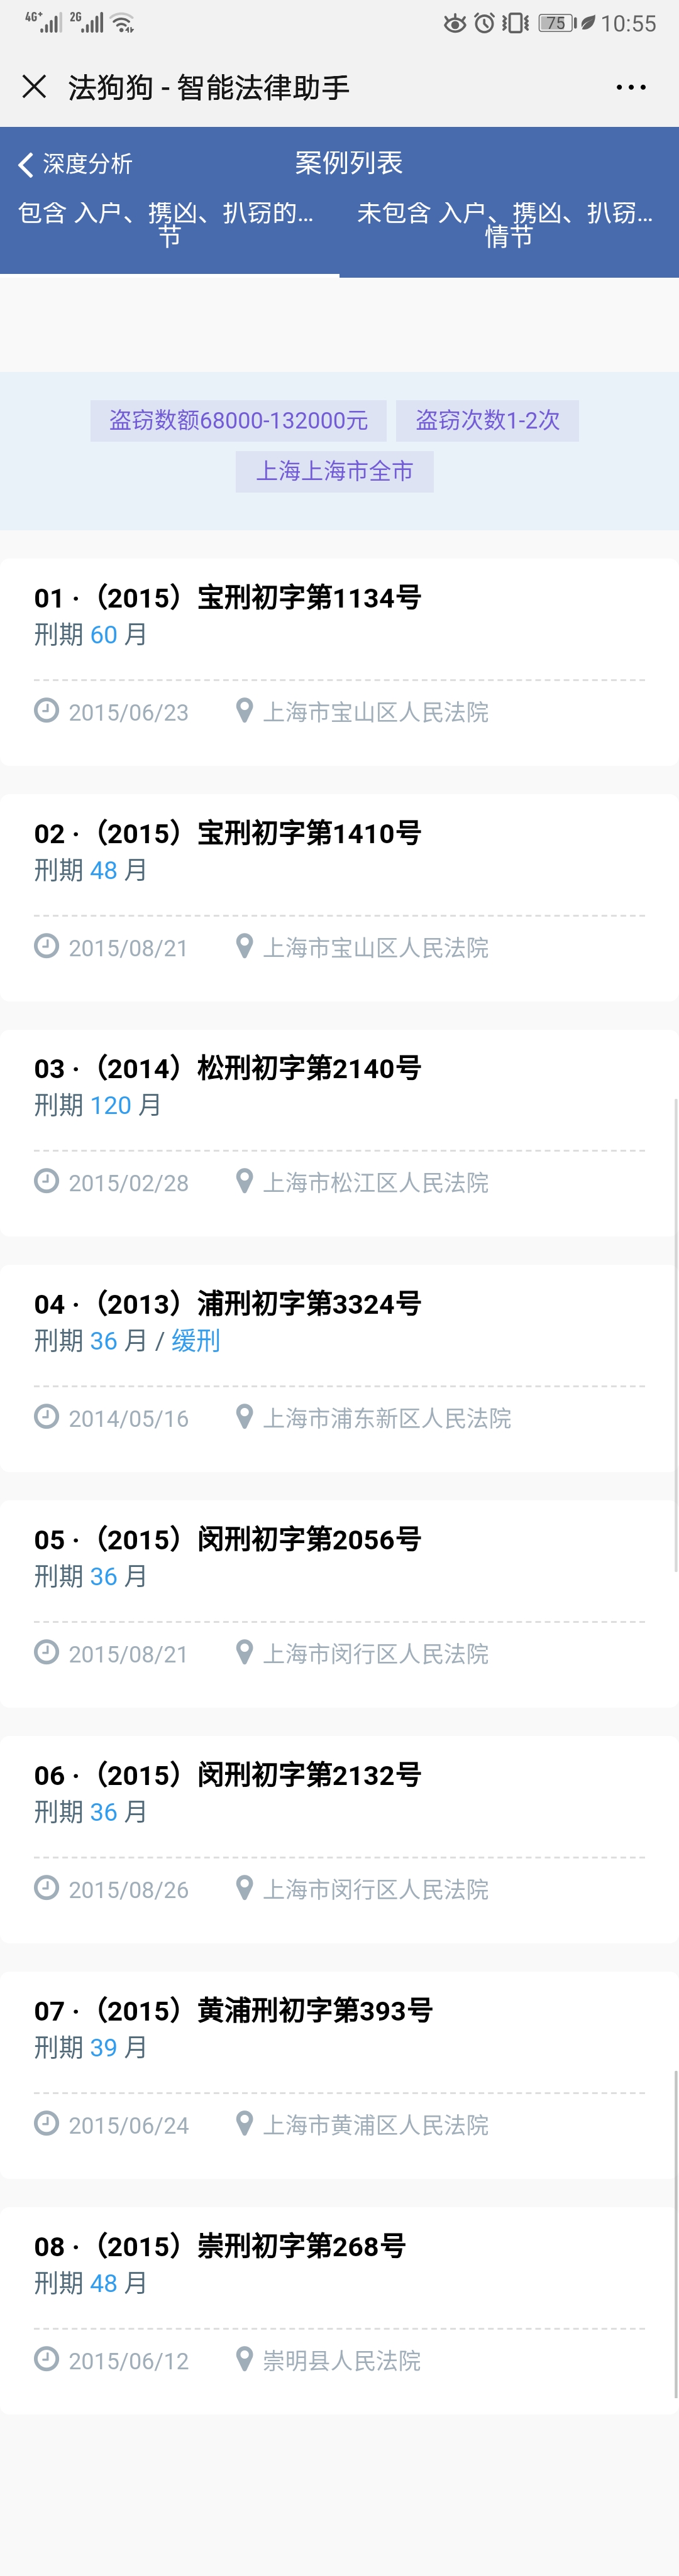 4G+ 2G 75 10:55
法狗狗 - 智能法律助手
深度分析 案例列表
包含 入户、携凶、扒窃的...
节
未包含 入户、携凶、扒窃...
情节
盗窃数额68000-132000元 盗窃次数1-2次
上海上海市全市
01 ·（2015）宝刑初字第1134号
刑期 60 月
2015/06/23 上海市宝山区人民法院
02 ·（2015）宝刑初字第1410号
刑期 48 月
2015/08/21 上海市宝山区人民法院
03 ·（2014）松刑初字第2140号
刑期 120 月
2015/02/28 上海市松江区人民法院
04 ·（2013）浦刑初字第3324号
刑期 36 月 / 缓刑
2014/05/16 上海市浦东新区人民法院
05 ·（2015）闵刑初字第2056号
刑期 36 月
2015/08/21 上海市闵行区人民法院
06 ·（2015）闵刑初字第2132号
刑期 36 月
2015/08/26 上海市闵行区人民法院
07 ·（2015）黄浦刑初字第393号
刑期 39 月
2015/06/24 上海市黄浦区人民法院
08 ·（2015）崇刑初字第268号
刑期 48 月
2015/06/12 崇明县人民法院